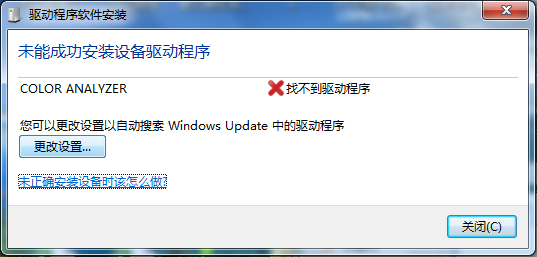 驱动程序软件安装
未能成功安装设备驱动程序
COLOR ANALYZER 找不到驱动程序
您可以更改设置以自动搜索 Windows Update 中的驱动程序
更改设置...
未正确安装设备时该怎么做?
关闭(C)